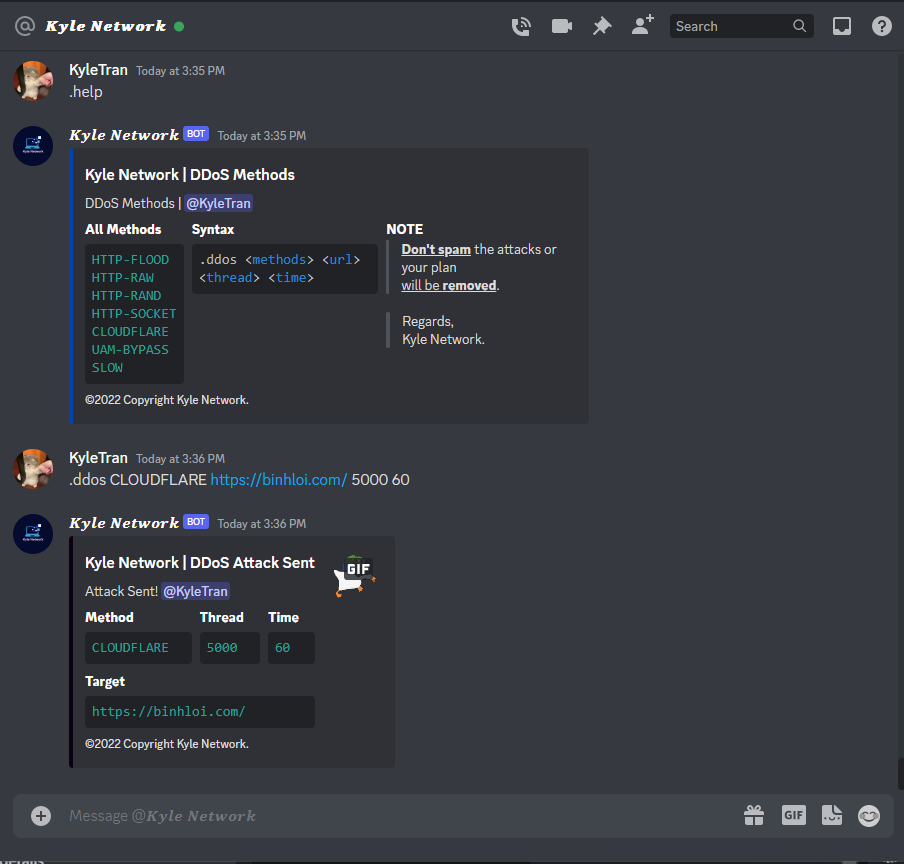 @ Kyle Network
Search
KyleTran Today at 3:35 PM
.help
Kyle Network BOT Today at 3:35 PM
Kyle Network | DDoS Methods
DDoS Methods | @KyleTran
All Methods Syntax NOTE
HTTP-FLOOD
HTTP-RAW
HTTP-RAND
HTTP-SOCKET
CLOUDFLARE
UAM-BYPASS
SLOW
.ddos <methods> <url>
<thread> <time>
Don't spam the attacks or
your plan
will be removed.
Regards,
Kyle Network.
©2022 Copyright Kyle Network.
KyleTran Today at 3:36 PM
.ddos CLOUDFLARE https://binhloi.com/ 5000 60
Kyle Network BOT Today at 3:36 PM
Kyle Network | DDoS Attack Sent
GIF
Attack Sent! @KyleTran
Method Thread Time
CLOUDFLARE 5000 60
Target
https://binhloi.com/
©2022 Copyright Kyle Network.
Message @Kyle Network
GIF